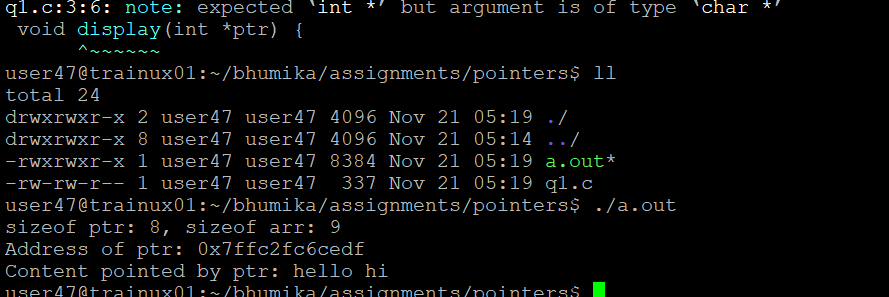 q1.c:3:6: note: expected ‘int *’ but argument is of type ‘char *’
 void display(int *ptr) {
      ^~~~~~~
user47@trainux01:~/bhumika/assignments/pointers$ ll
total 24
drwxrwxr-x 2 user47 user47 4096 Nov 21 05:19 ./
drwxrwxr-x 8 user47 user47 4096 Nov 21 05:14 ../
-rwxrwxr-x 1 user47 user47 8384 Nov 21 05:19 a.out*
-rw-rw-r-- 1 user47 user47  337 Nov 21 05:19 q1.c
user47@trainux01:~/bhumika/assignments/pointers$ ./a.out
sizeof ptr: 8, sizeof arr: 9
Address of ptr: 0x7ffc2fc6cedf
Content pointed by ptr: hello hi
user47@trainux01:~/bhumika/assignments/pointers$